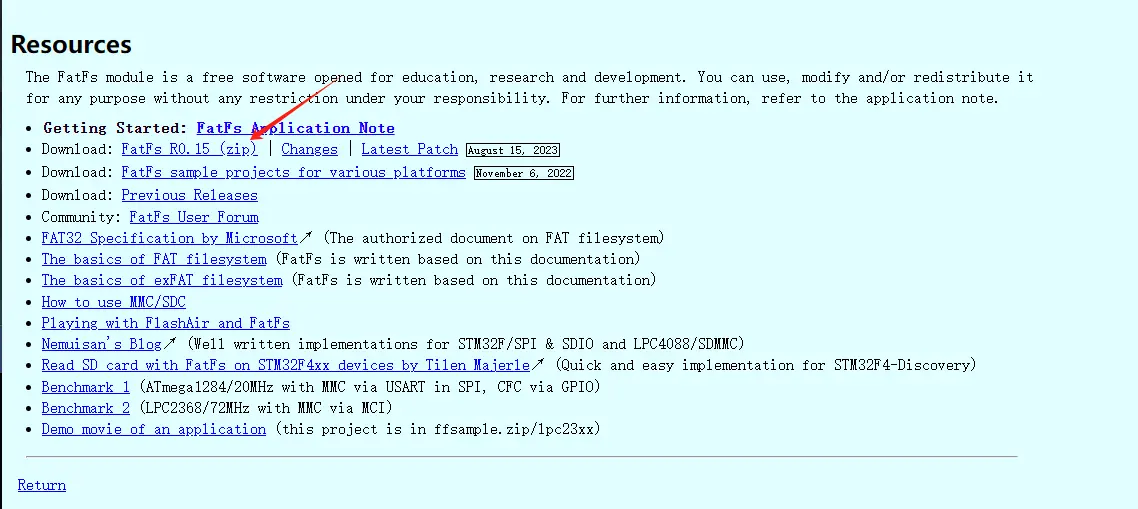 Resources
The FatFs module is a free software opened for education, research and development. You can use, modify and/or redistribute it
for any purpose without any restriction under your responsibility. For further information, refer to the application note.
• Getting Started: FatFs Application Note
• Download: FatFs R0.15 (zip) | Changes | Latest Patch August 15, 2023
• Download: FatFs sample projects for various platforms November 6, 2022
• Download: Previous Releases
• Community: FatFs User Forum
• FAT32 Specification by Microsoft↗ (The authorized document on FAT filesystem)
• The basics of FAT filesystem (FatFs is written based on this documentation)
• The basics of exFAT filesystem (FatFs is written based on this documentation)
• How to use MMC/SDC
• Playing with FlashAir and FatFs
• Nemuisan's Blog↗ (Well written implementations for STM32F/SPI & SDIO and LPC4088/SDMMC)
• Read SD card with FatFs on STM32F4xx devices by Tilen Majerle↗ (Quick and easy implementation for STM32F4-Discovery)
• Benchmark 1 (ATmega1284/20MHz with MMC via USART in SPI, CFC via GPIO)
• Benchmark 2 (LPC2368/72MHz with MMC via MCI)
• Demo movie of an application (this project is in ffsample.zip/lpc23xx)
Return